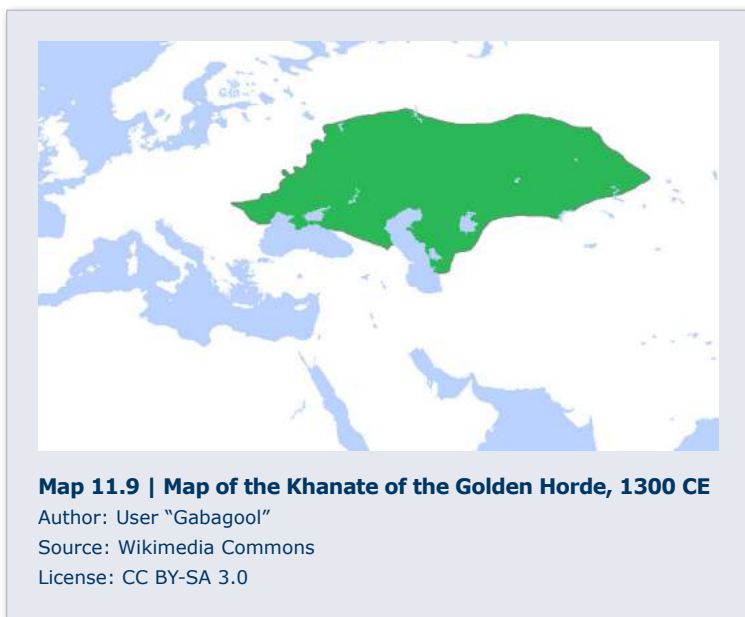 Map 11.9 | Map of the Khanate of the Golden Horde, 1300 CE
Author: User “Gabagool”
Source: Wikimedia Commons
License: CC BY-SA 3.0